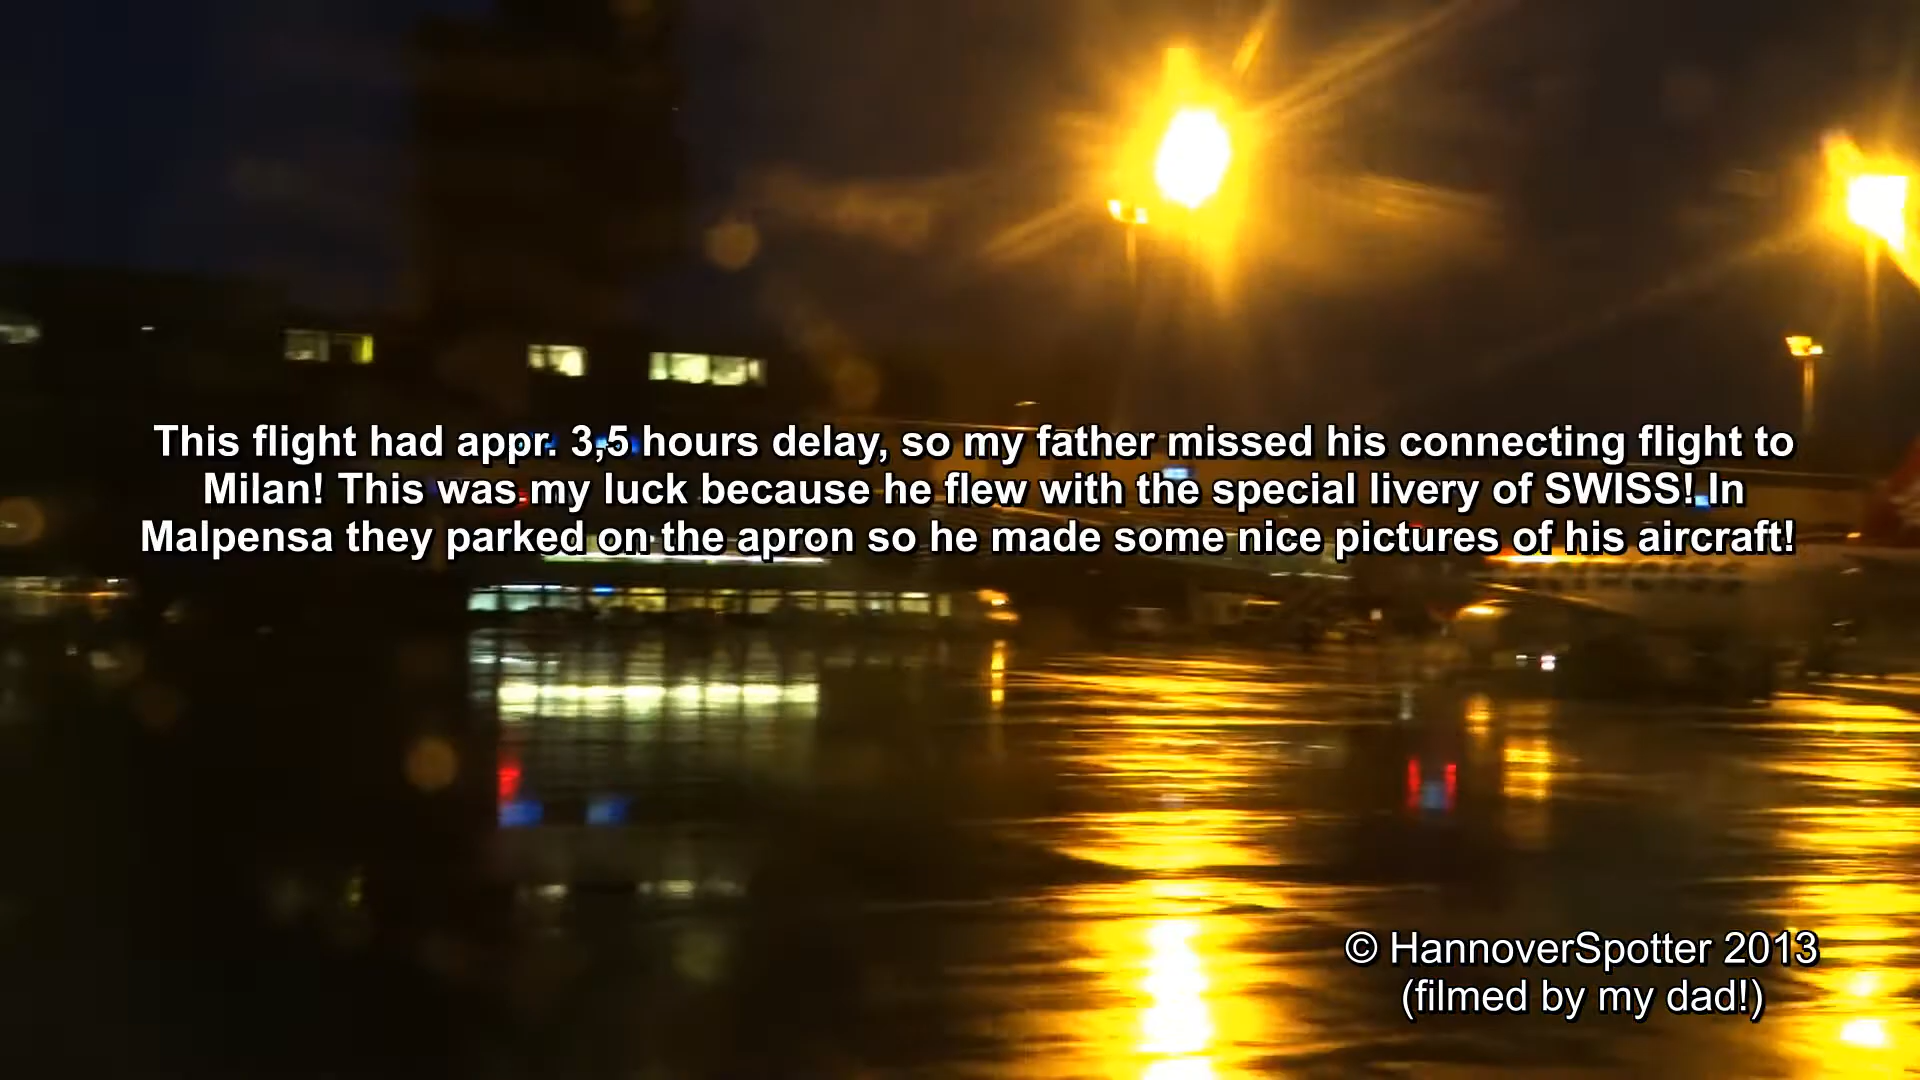 This flight had appr. 3,5 hours delay, so my father missed his connecting flight to
Milan! This was my luck because he flew with the special livery of SWISS! In
Malpensa they parked on the apron so he made some nice pictures of his aircraft!
© HannoverSpotter 2013
(filmed by my dad!)